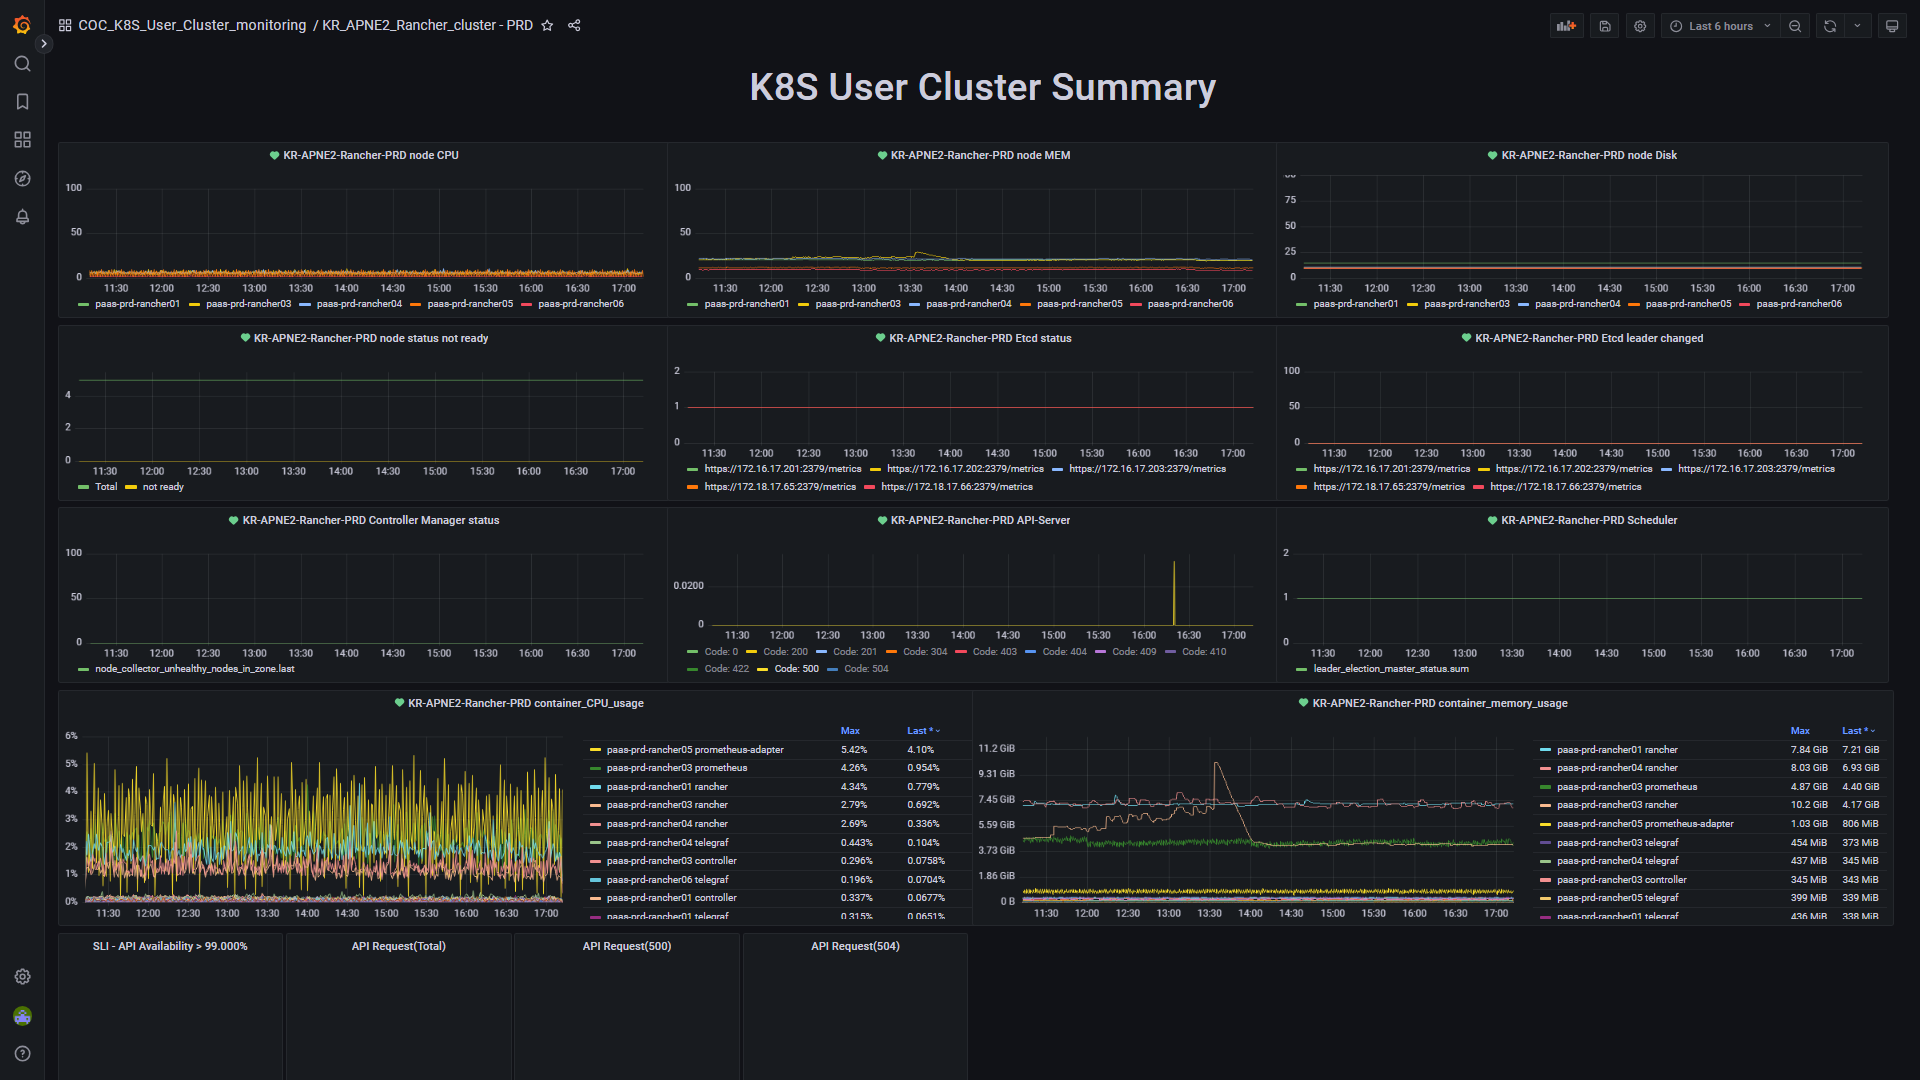 COC_K8S_User_Cluster_monitoring / KR_APNE2_Rancher_cluster - PRD
Last 6 hours
K8S User Cluster Summary
KR-APNE2-Rancher-PRD node CPU
100
50
0
11:30 12:00 12:30 13:00 13:30 14:00 14:30 15:00 15:30 16:00 16:30 17:00
paas-prd-rancher01 paas-prd-rancher03 paas-prd-rancher04 paas-prd-rancher05 paas-prd-rancher06
KR-APNE2-Rancher-PRD node MEM
100
50
0
11:30 12:00 12:30 13:00 13:30 14:00 14:30 15:00 15:30 16:00 16:30 17:00
paas-prd-rancher01 paas-prd-rancher03 paas-prd-rancher04 paas-prd-rancher05 paas-prd-rancher06
KR-APNE2-Rancher-PRD node Disk
75
50
25
0
11:30 12:00 12:30 13:00 13:30 14:00 14:30 15:00 15:30 16:00 16:30 17:00
paas-prd-rancher01 paas-prd-rancher03 paas-prd-rancher04 paas-prd-rancher05 paas-prd-rancher06
KR-APNE2-Rancher-PRD node status not ready
4
2
0
11:30 12:00 12:30 13:00 13:30 14:00 14:30 15:00 15:30 16:00 16:30 17:00
Total not ready
KR-APNE2-Rancher-PRD Etcd status
2
1
0
11:30 12:00 12:30 13:00 13:30 14:00 14:30 15:00 15:30 16:00 16:30 17:00
https://172.16.17.201:2379/metrics https://172.16.17.202:2379/metrics https://172.16.17.203:2379/metrics
https://172.18.17.65:2379/metrics https://172.18.17.66:2379/metrics
KR-APNE2-Rancher-PRD Etcd leader changed
100
50
0
11:30 12:00 12:30 13:00 13:30 14:00 14:30 15:00 15:30 16:00 16:30 17:00
https://172.16.17.201:2379/metrics https://172.16.17.202:2379/metrics https://172.16.17.203:2379/metrics
https://172.18.17.65:2379/metrics https://172.18.17.66:2379/metrics
KR-APNE2-Rancher-PRD Controller Manager status
100
50
0
11:30 12:00 12:30 13:00 13:30 14:00 14:30 15:00 15:30 16:00 16:30 17:00
node_collector_unhealthy_nodes_in_zone.last
KR-APNE2-Rancher-PRD API-Server
0.0200
0
11:30 12:00 12:30 13:00 13:30 14:00 14:30 15:00 15:30 16:00 16:30 17:00
Code: 0 Code: 200 Code: 201 Code: 304 Code: 403 Code: 404 Code: 409 Code: 410
Code: 422 Code: 500 Code: 504
KR-APNE2-Rancher-PRD Scheduler
2
1
0
11:30 12:00 12:30 13:00 13:30 14:00 14:30 15:00 15:30 16:00 16:30 17:00
leader_election_master_status.sum
KR-APNE2-Rancher-PRD container_CPU_usage
6%
5%
4%
3%
2%
1%
0%
11:30 12:00 12:30 13:00 13:30 14:00 14:30 15:00 15:30 16:00 16:30 17:00
Max Last *
paas-prd-rancher05 prometheus-adapter 5.42% 4.10%
paas-prd-rancher03 prometheus 4.26% 0.954%
paas-prd-rancher01 rancher 4.34% 0.779%
paas-prd-rancher03 rancher 2.79% 0.692%
paas-prd-rancher04 rancher 2.69% 0.336%
paas-prd-rancher04 telegraf 0.443% 0.104%
paas-prd-rancher03 controller 0.296% 0.0758%
paas-prd-rancher06 telegraf 0.196% 0.0704%
paas-prd-rancher01 controller 0.337% 0.0677%
paas-prd-rancher01 telegraf 0.315% 0.0651%
KR-APNE2-Rancher-PRD container_memory_usage
11.2 GiB
9.31 GiB
7.45 GiB
5.59 GiB
3.73 GiB
1.86 GiB
0 B
11:30 12:00 12:30 13:00 13:30 14:00 14:30 15:00 15:30 16:00 16:30 17:00
Max Last *
paas-prd-rancher01 rancher 7.84 GiB 7.21 GiB
paas-prd-rancher04 rancher 8.03 GiB 6.93 GiB
paas-prd-rancher03 prometheus 4.87 GiB 4.40 GiB
paas-prd-rancher03 rancher 10.2 GiB 4.17 GiB
paas-prd-rancher05 prometheus-adapter 1.03 GiB 806 MiB
paas-prd-rancher03 telegraf 454 MiB 373 MiB
paas-prd-rancher04 telegraf 437 MiB 345 MiB
paas-prd-rancher03 controller 345 MiB 343 MiB
paas-prd-rancher05 telegraf 399 MiB 339 MiB
paas-prd-rancher01 telegraf 436 MiB 338 MiB
SLI - API Availability > 99.000%
API Request(Total)
API Request(500)
API Request(504)